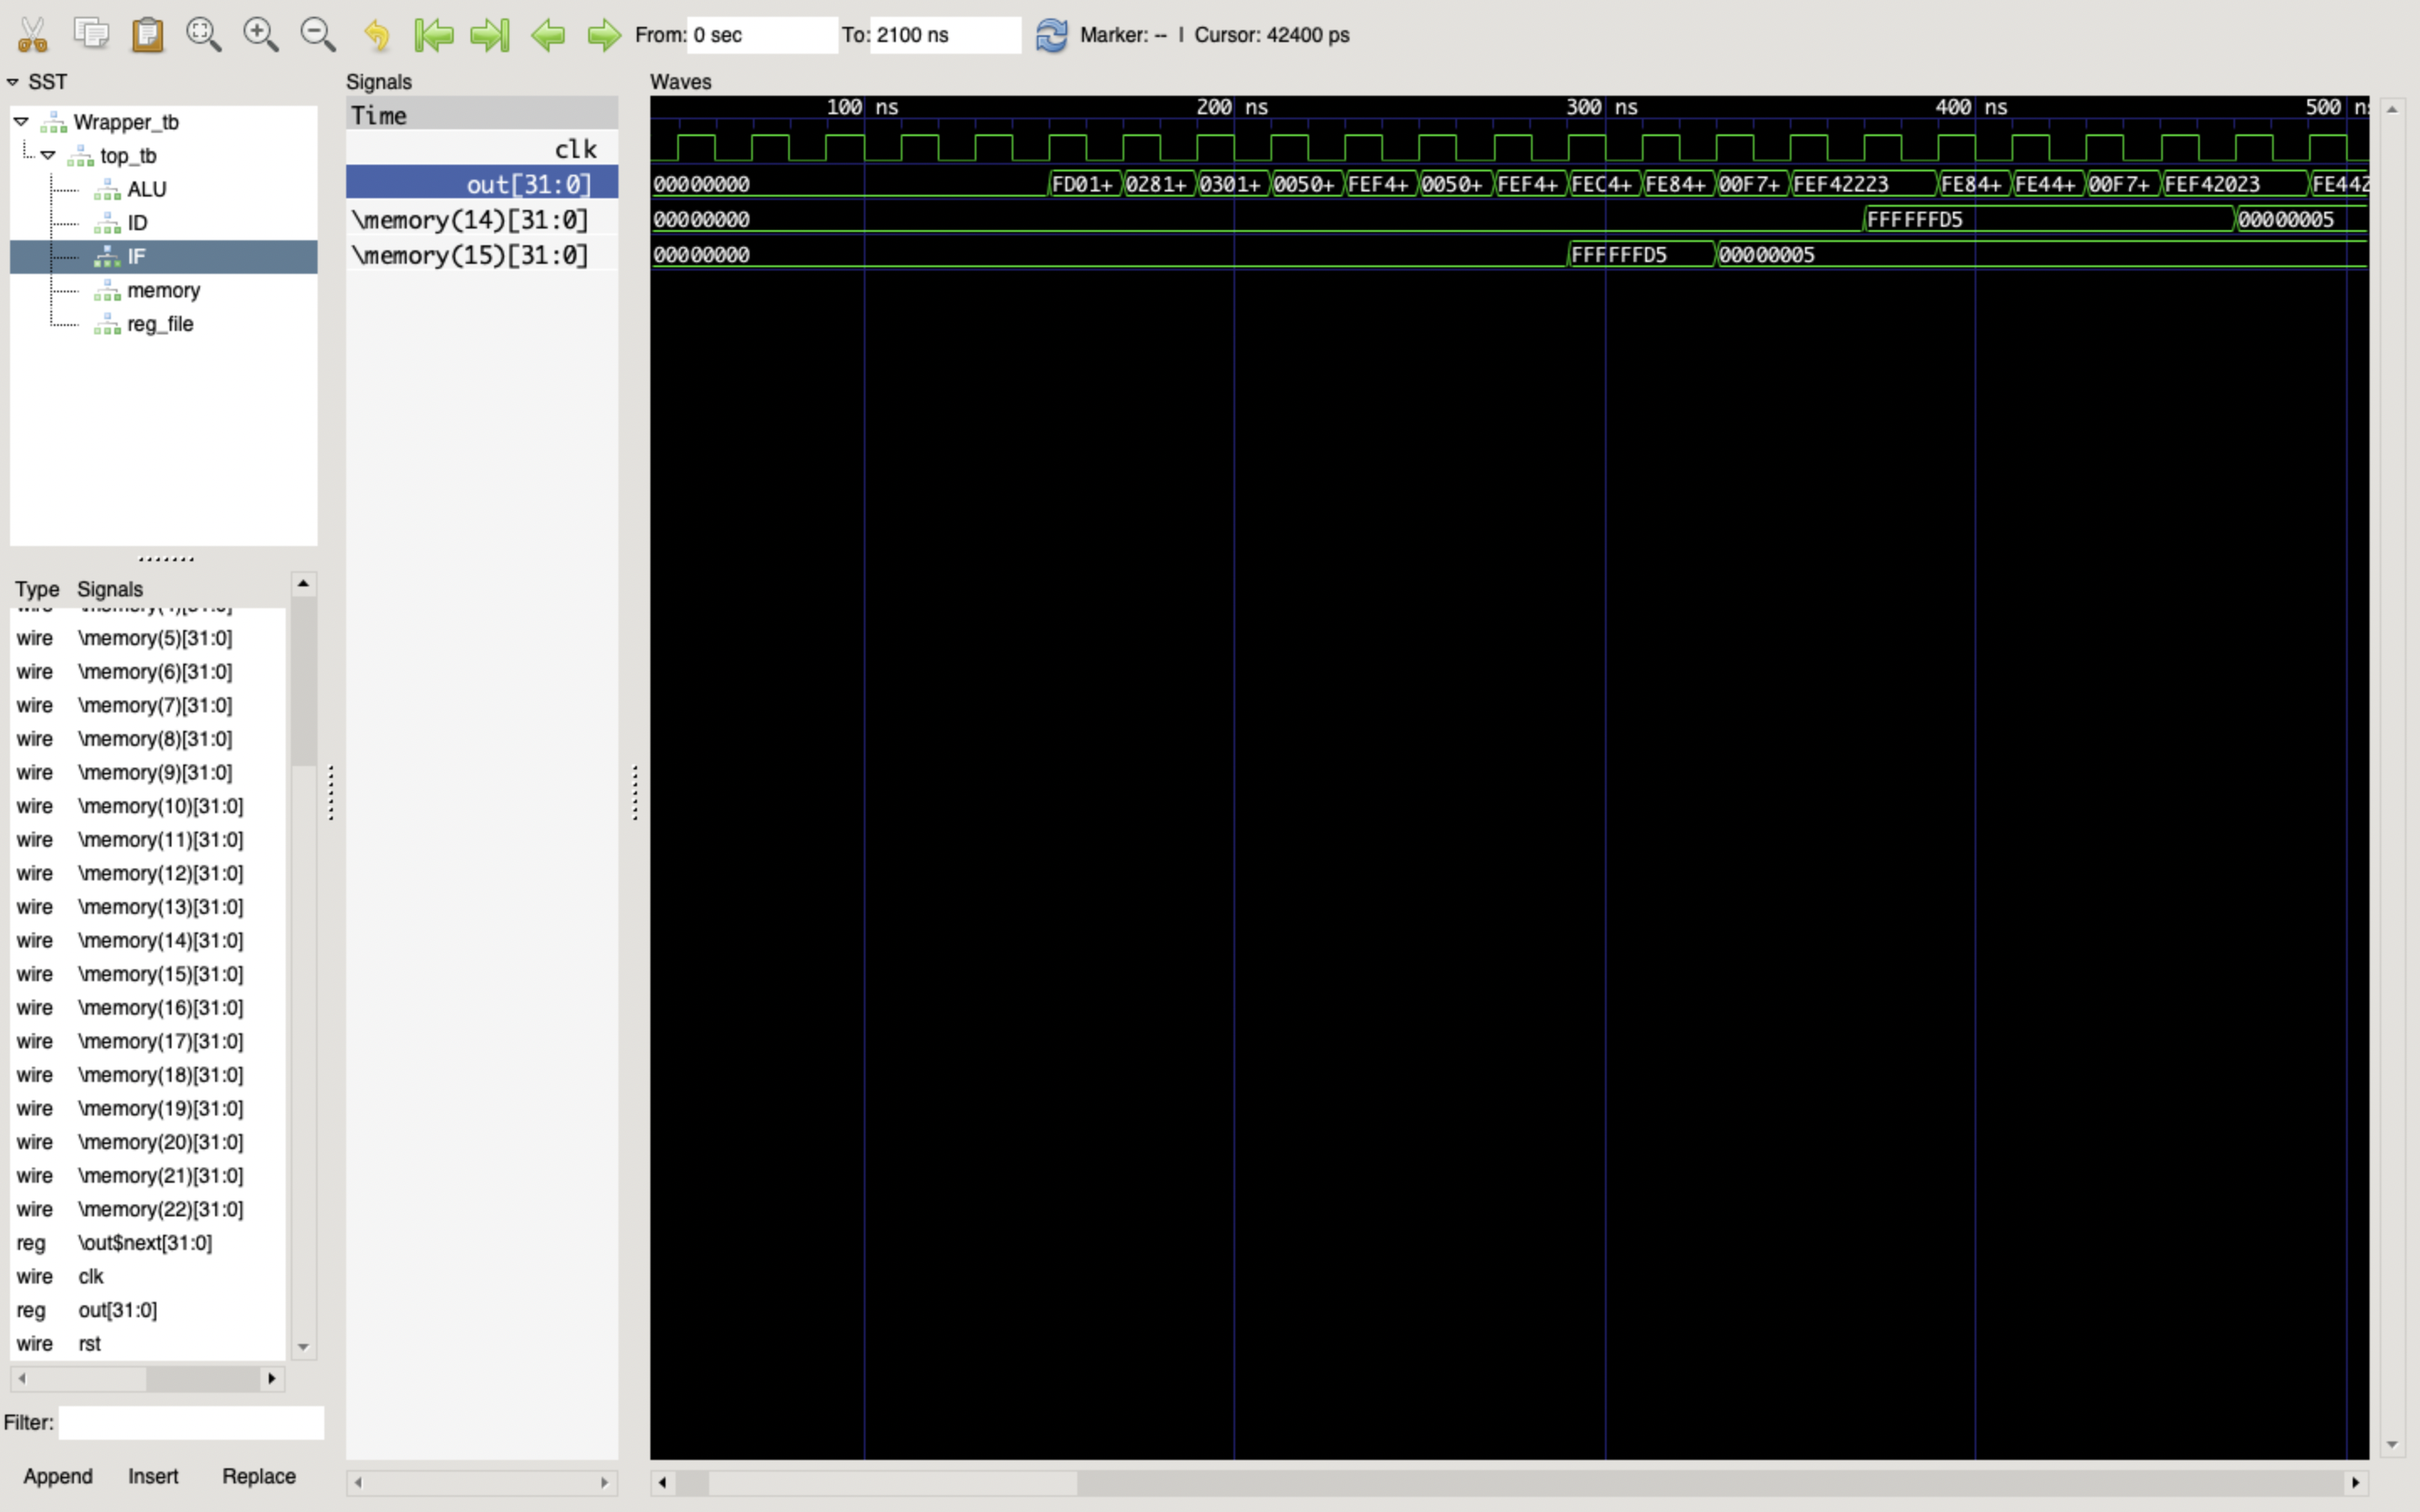 From: 0 sec To: 2100 ns Marker: -- | Cursor: 42400 ps
SST
Wrapper_tb
top_tb
ALU
ID
IF
memory
reg_file
Type Signals
wire \memory(4)[31:0]
wire \memory(5)[31:0]
wire \memory(6)[31:0]
wire \memory(7)[31:0]
wire \memory(8)[31:0]
wire \memory(9)[31:0]
wire \memory(10)[31:0]
wire \memory(11)[31:0]
wire \memory(12)[31:0]
wire \memory(13)[31:0]
wire \memory(14)[31:0]
wire \memory(15)[31:0]
wire \memory(16)[31:0]
wire \memory(17)[31:0]
wire \memory(18)[31:0]
wire \memory(19)[31:0]
wire \memory(20)[31:0]
wire \memory(21)[31:0]
wire \memory(22)[31:0]
reg \out$next[31:0]
wire clk
reg out[31:0]
wire rst
Filter:
Append Insert Replace
Signals
Time
clk
out[31:0]
\memory(14)[31:0]
\memory(15)[31:0]
Waves
100 ns 200 ns 300 ns 400 ns 500 ns
00000000 FD01+ 0281+ 0301+ 0050+ FEF4+ 0050+ FEF4+ FEC4+ FE84+ 00F7+ FEF42223 FE84+ FE44+ 00F7+ FEF42023 FE442
00000000 FFFFFFD5 00000005
00000000 FFFFFFD5 00000005